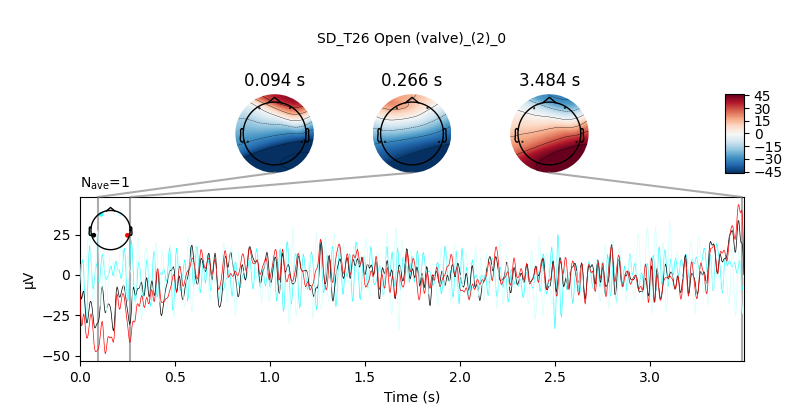 SD_T26 Open (valve)_(2)_0
0.094 s 0.266 s 3.484 s
45
30
15
0
−15
−30
−45
Nave=1
25
0
−25
−50
µV
0.0 0.5 1.0 1.5 2.0 2.5 3.0
Time (s)